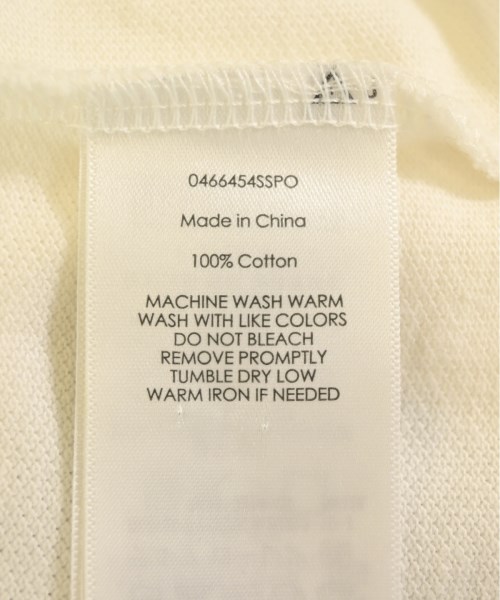 0466454SSPO
Made in China
100% Cotton
MACHINE WASH WARM
WASH WITH LIKE COLORS
DO NOT BLEACH
REMOVE PROMPTLY
TUMBLE DRY LOW
WARM IRON IF NEEDED